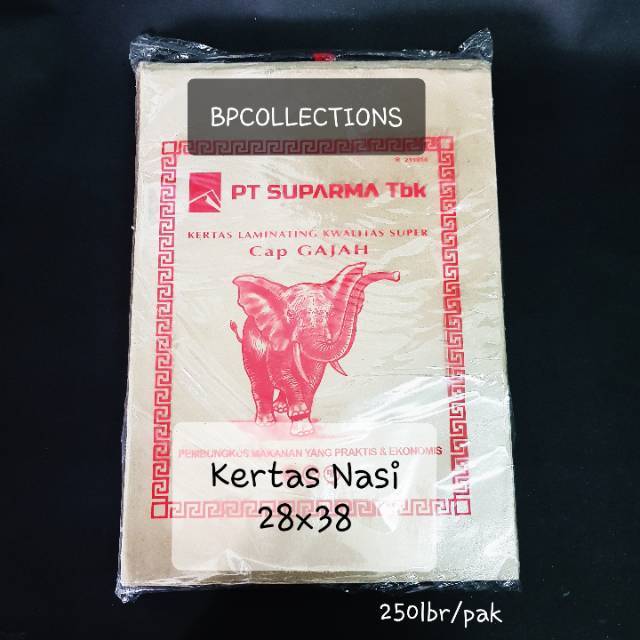 BPCOLLECTIONS
PT SUPARMA Tbk
KERTAS LAMINATING KWALITAS SUPER
Cap GAJAH
PEMBUNGKUS MAKANAN YANG PRAKTIS & EKONOMIS
Kertas Nasi
28x38
250lbr/pak